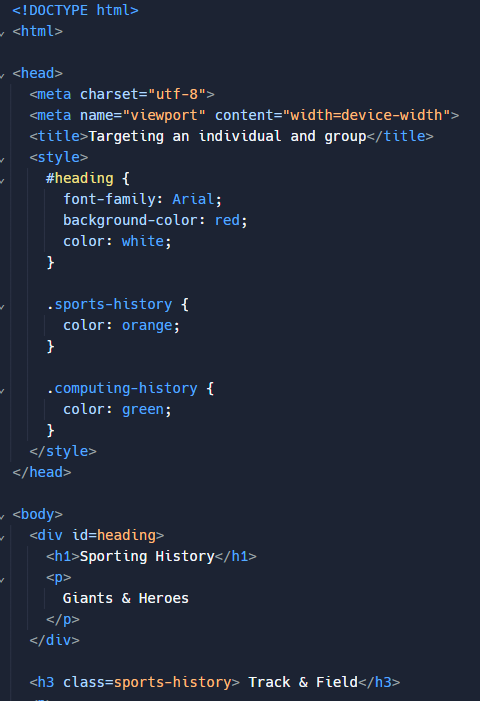 <!DOCTYPE html>
<html>
<head>
<meta charset="utf-8">
<meta name="viewport" content="width=device-width">
<title>Targeting an individual and group</title>
<style>
#heading {
font-family: Arial;
background-color: red;
color: white;
}
.sports-history {
color: orange;
}
.computing-history {
color: green;
}
</style>
</head>
<body>
<div id=heading>
<h1>Sporting History</h1>
<p>
Giants & Heroes
</p>
</div>
<h3 class=sports-history> Track & Field</h3>